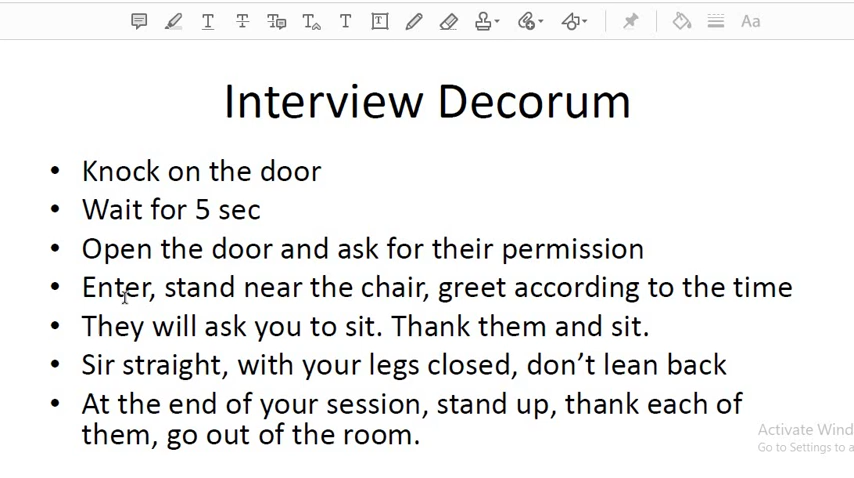 Aa
Interview Decorum
• Knock on the door
• Wait for 5 sec
• Open the door and ask for their permission
• Enter, stand near the chair, greet according to the time
• They will ask you to sit. Thank them and sit.
• Sir straight, with your legs closed, don’t lean back
• At the end of your session, stand up, thank each of
them, go out of the room.
Activate Wind
Go to Settings to a